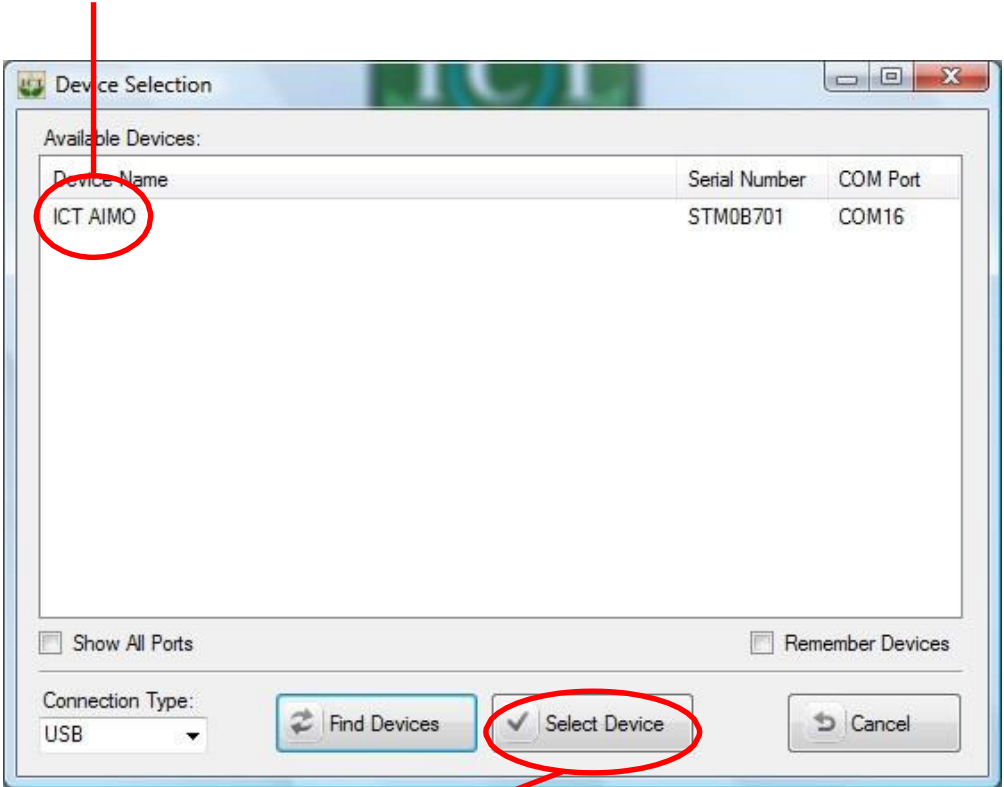 Device Selection
Available Devices:
Device Name Serial Number COM Port
ICT AIMO STM0B701 COM16
Show All Ports Remember Devices
Connection Type:
USB Find Devices Select Device Cancel